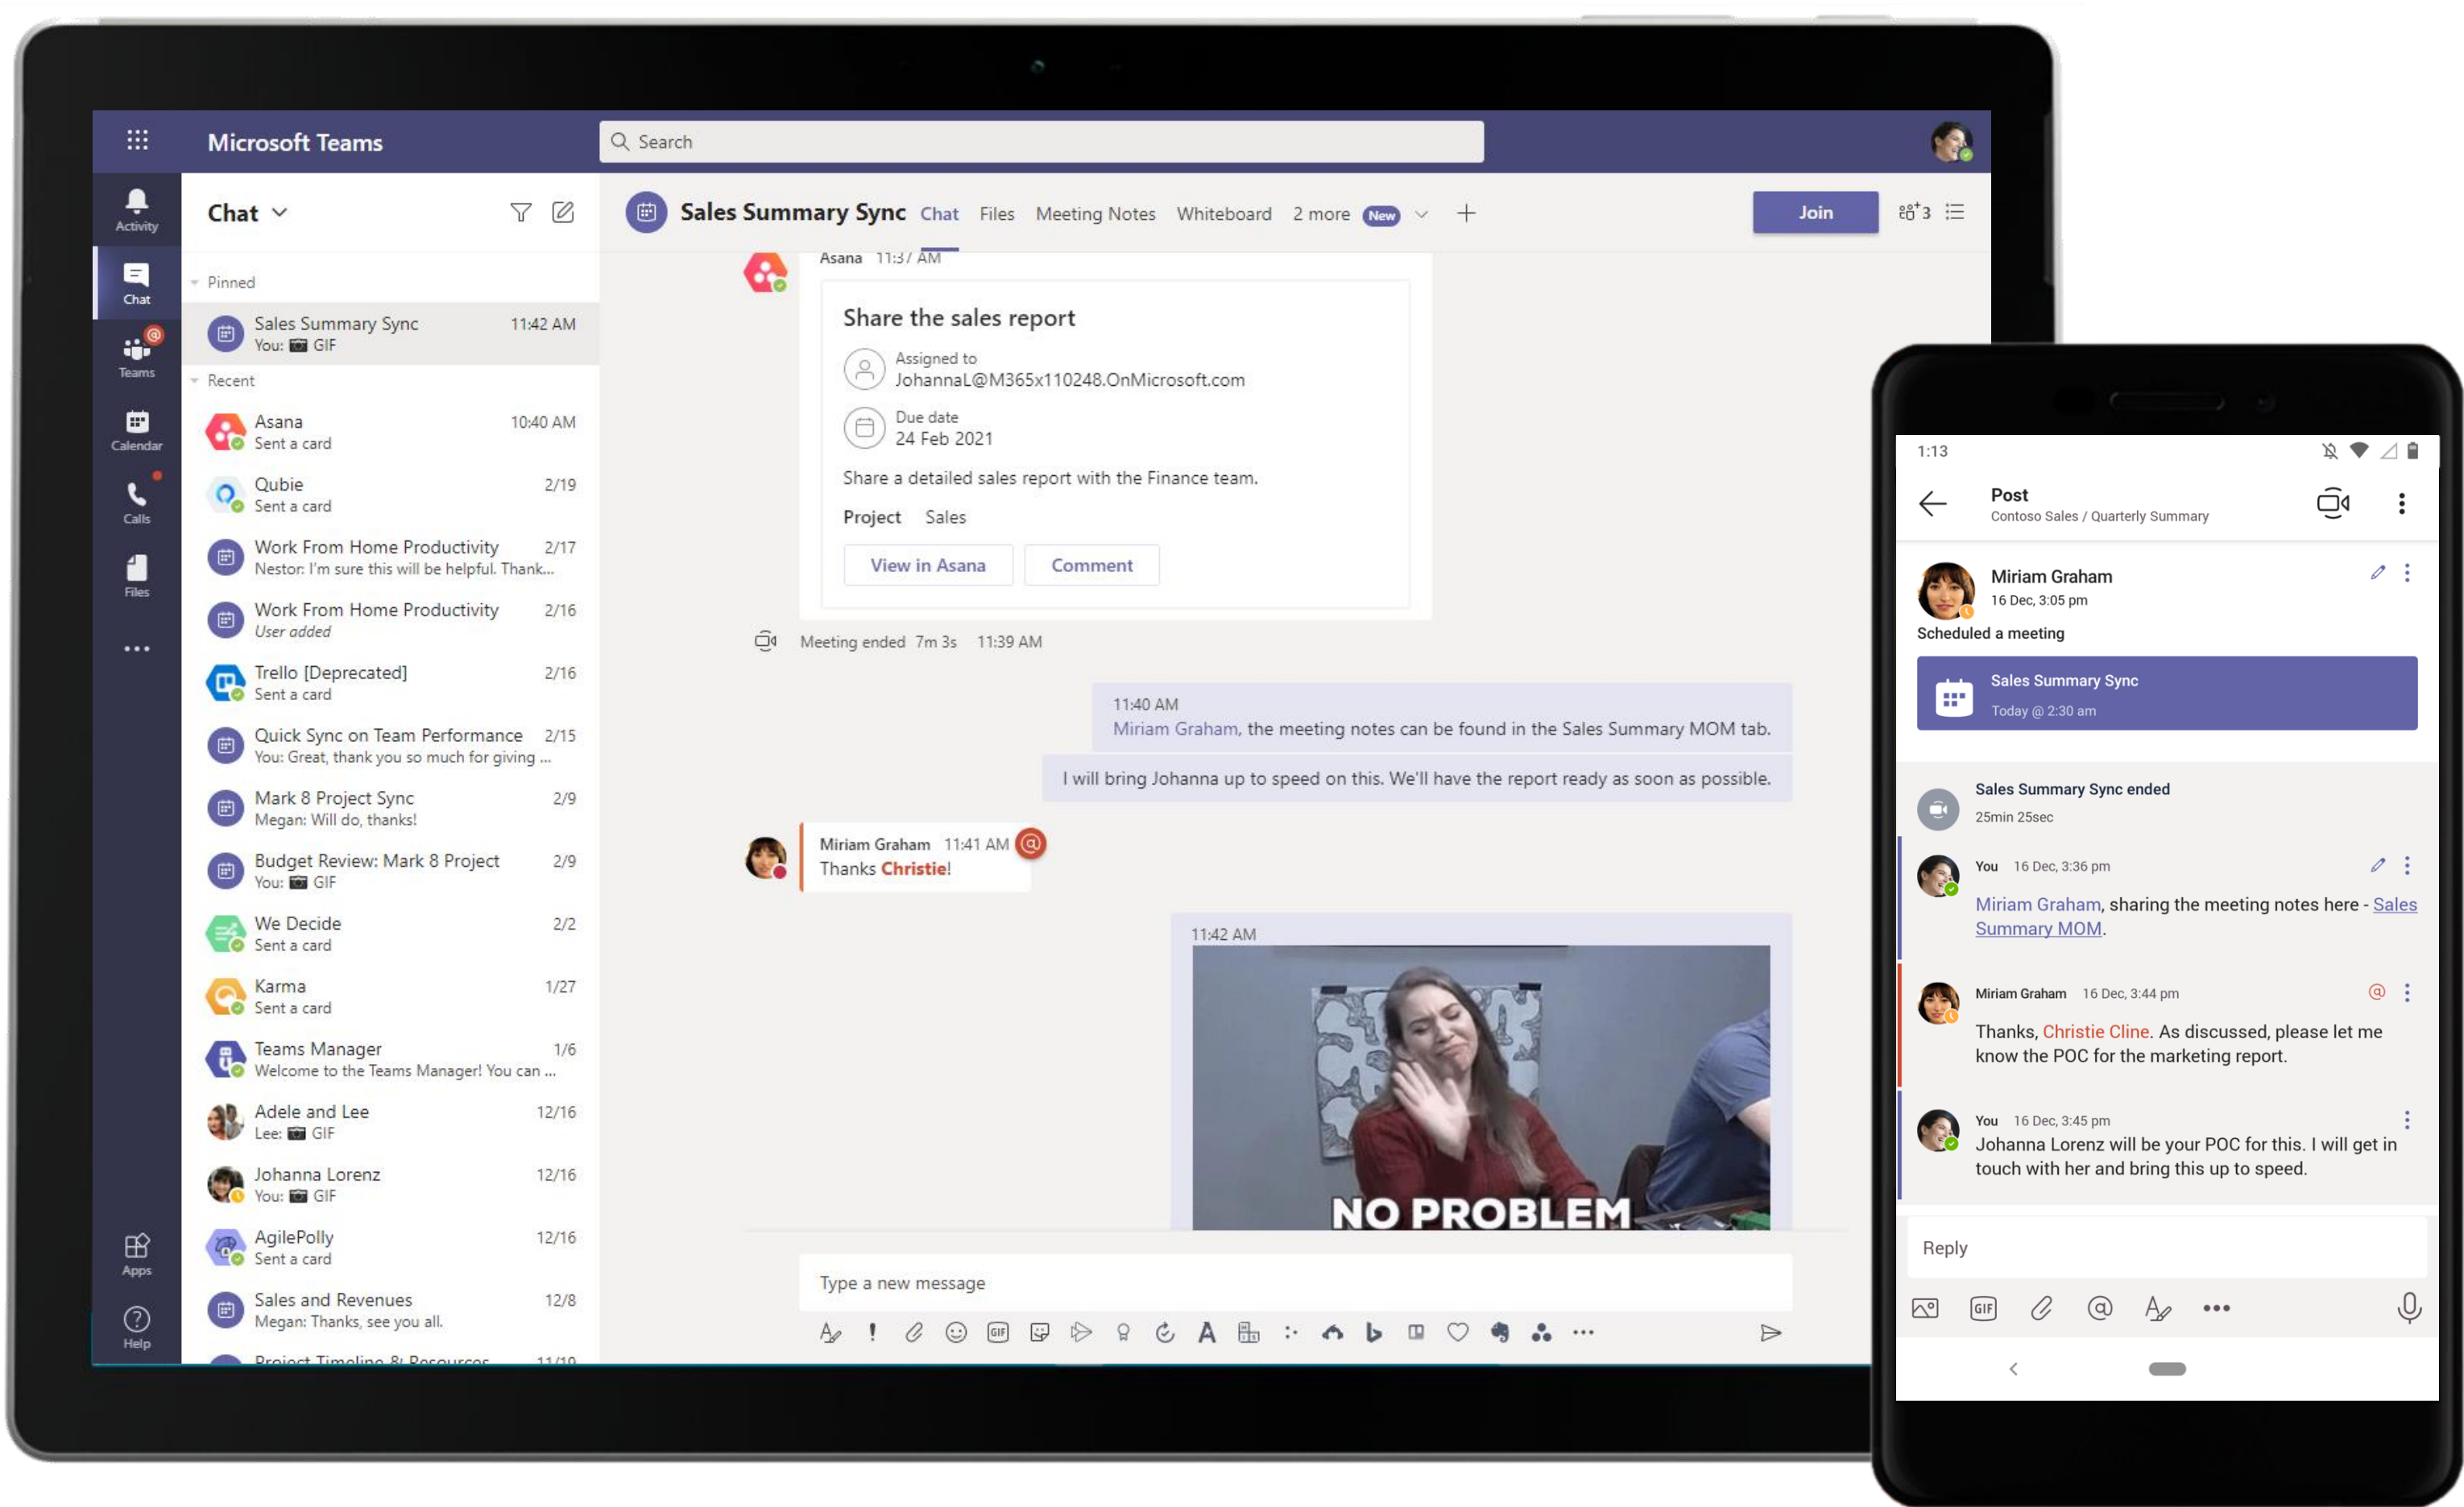 Microsoft Teams
Search
Activity
Chat
Teams
Calendar
Calls
Files
Apps
Help
Chat
Pinned
Sales Summary Sync 11:42 AM
You: GIF
Recent
Asana 10:40 AM
Sent a card
Qubie 2/19
Sent a card
Work From Home Productivity 2/17
Nestor: I'm sure this will be helpful. Thank...
Work From Home Productivity 2/16
User added
Trello [Deprecated] 2/16
Sent a card
Quick Sync on Team Performance 2/15
You: Great, thank you so much for giving ...
Mark 8 Project Sync 2/9
Megan: Will do, thanks!
Budget Review: Mark 8 Project 2/9
You: GIF
We Decide 2/2
Sent a card
Karma 1/27
Sent a card
Teams Manager 1/6
Welcome to the Teams Manager! You can ...
Adele and Lee 12/16
Lee: GIF
Johanna Lorenz 12/16
You: GIF
AgilePolly 12/16
Sent a card
Sales and Revenues 12/8
Megan: Thanks, see you all.
Project Timeline & Resources 11/19
Sales Summary Sync Chat Files Meeting Notes Whiteboard 2 more New
Join
3
Asana 11:37 AM
Share the sales report
Assigned to
JohannaL@M365x110248.OnMicrosoft.com
Due date
24 Feb 2021
Share a detailed sales report with the Finance team.
Project Sales
View in Asana Comment
Meeting ended 7m 3s 11:39 AM
11:40 AM
Miriam Graham, the meeting notes can be found in the Sales Summary MOM tab.
I will bring Johanna up to speed on this. We'll have the report ready as soon as possible.
Miriam Graham 11:41 AM @
Thanks Christie!
11:42 AM
NO PROBLEM
Type a new message
GIF
1:13
Post
Contoso Sales / Quarterly Summary
Miriam Graham
16 Dec, 3:05 pm
Scheduled a meeting
Sales Summary Sync
Today @ 2:30 am
Sales Summary Sync ended
25min 25sec
You 16 Dec, 3:36 pm
Miriam Graham, sharing the meeting notes here - Sales
Summary MOM.
Miriam Graham 16 Dec, 3:44 pm @
Thanks, Christie Cline. As discussed, please let me
know the POC for the marketing report.
You 16 Dec, 3:45 pm
Johanna Lorenz will be your POC for this. I will get in
touch with her and bring this up to speed.
Reply
GIF